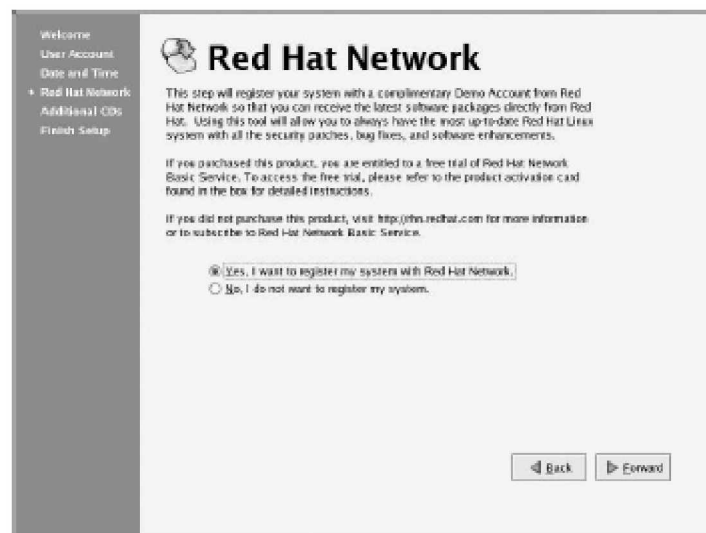 Welcome
User Account
Date and Time
Red Hat Network
Additional CDs
Finish Setup
Red Hat Network
This step will register your system with a complimentary Demo Account from Red
Hat Network so that you can receive the latest software packages directly from Red
Hat. Using this tool will allow you to always have the most up-to-date Red Hat Linux
system with all the security patches, bug fixes, and software enhancements.
If you purchased this product, you are entitled to a free trial of Red Hat Network
Basic Service. To access the free trial, please refer to the product activation card
found in the box for detailed instructions.
If you did not purchase this product, visit http://rhn.redhat.com for more information
or to subscribe to Red Hat Network Basic Service.
Yes, I want to register my system with Red Hat Network.
No, I do not want to register my system.
Back
Forward